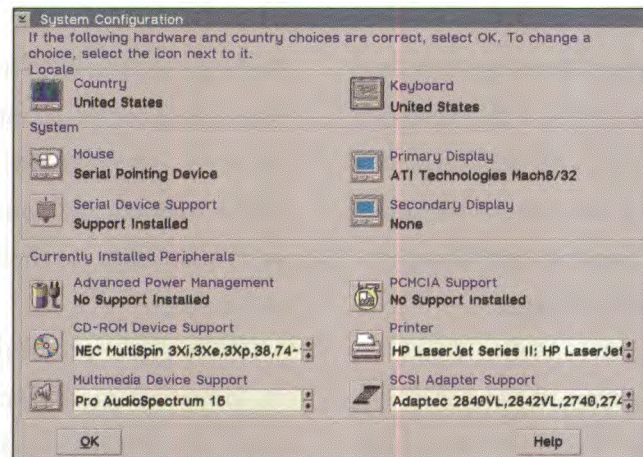 System Configuration
If the following hardware and country choices are correct, select OK. To change a
choice, select the icon next to it.
Locale
Country
United States
Keyboard
United States
System
Mouse
Serial Pointing Device
Primary Display
ATI Technologies Mach8/32
Serial Device Support
Support Installed
Secondary Display
None
Currently Installed Peripherals
Advanced Power Management
No Support Installed
PCMCIA Support
No Support Installed
CD-ROM Device Support
NEC MultiSpin 3Xi,3Xe,3Xp,38,74-
Printer
HP LaserJet Series II: HP LaserJet
Multimedia Device Support
Pro AudioSpectrum 16
SCSI Adapter Support
Adaptec 2840VL,2842VL,2740,274
OK
Help